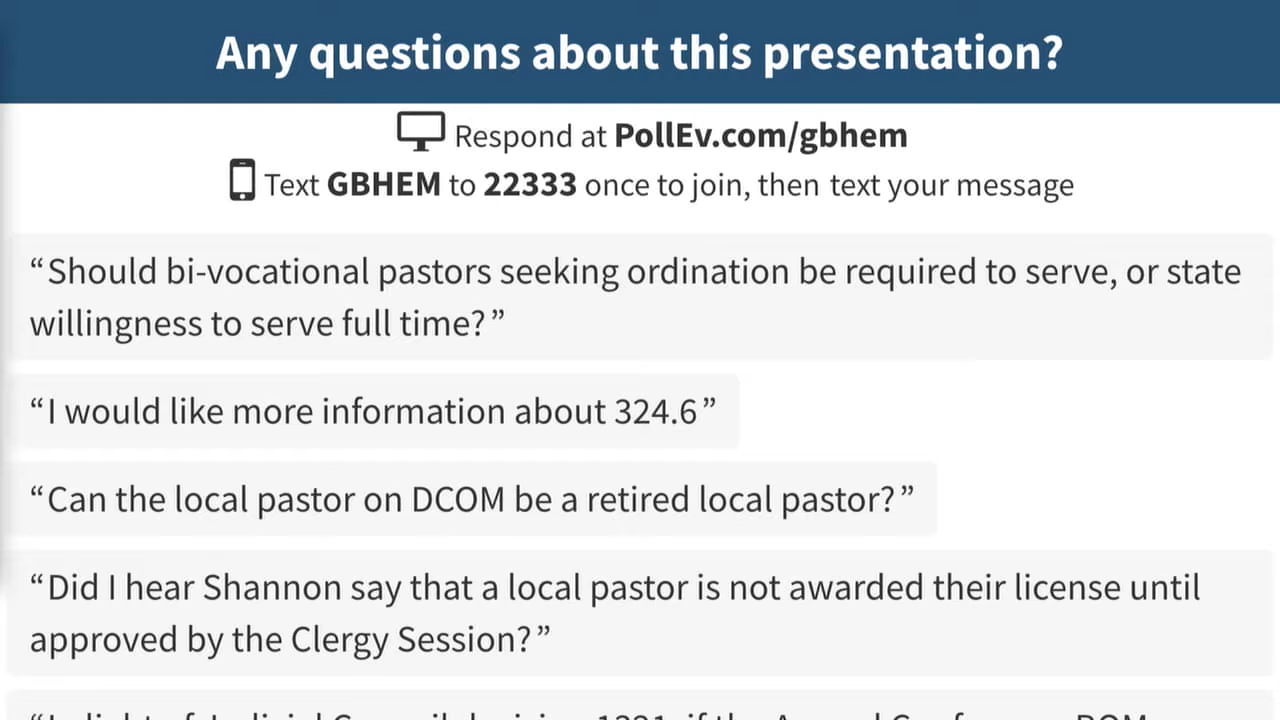 Any questions about this presentation?
Respond at PollEv.com/gbhem
Text GBHEM to 22333 once to join, then text your message
“Should bi-vocational pastors seeking ordination be required to serve, or state
willingness to serve full time?”
“I would like more information about 324.6”
“Can the local pastor on DCOM be a retired local pastor?”
“Did I hear Shannon say that a local pastor is not awarded their license until
approved by the Clergy Session?”